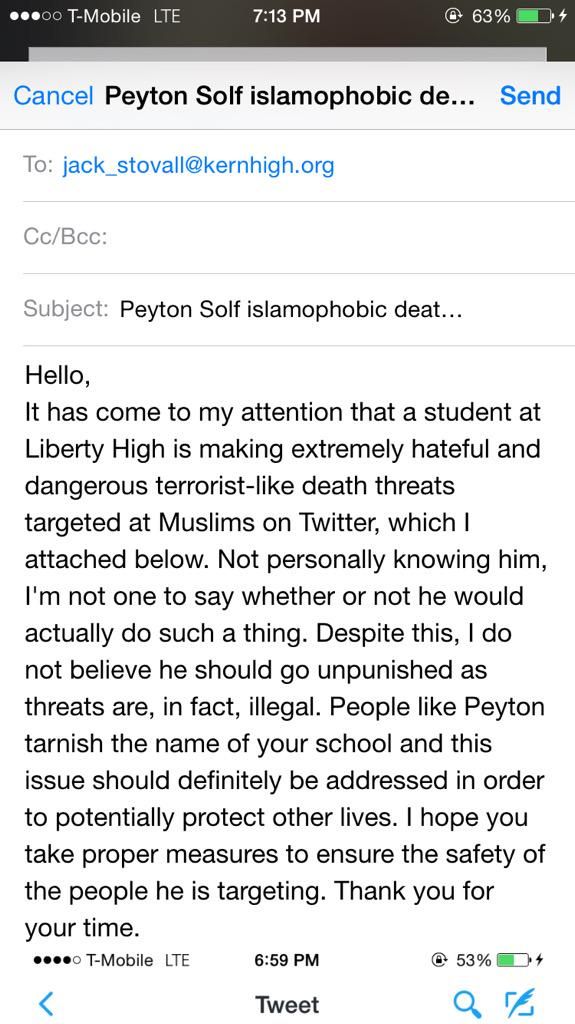 T-Mobile LTE 7:13 PM 63%
Cancel Peyton Solf islamophobic de... Send
To: jack_stovall@kernhigh.org
Cc/Bcc:
Subject: Peyton Solf islamophobic deat...
Hello,
It has come to my attention that a student at
Liberty High is making extremely hateful and
dangerous terrorist-like death threats
targeted at Muslims on Twitter, which I
attached below. Not personally knowing him,
I'm not one to say whether or not he would
actually do such a thing. Despite this, I do
not believe he should go unpunished as
threats are, in fact, illegal. People like Peyton
tarnish the name of your school and this
issue should definitely be addressed in order
to potentially protect other lives. I hope you
take proper measures to ensure the safety of
the people he is targeting. Thank you for
your time.
T-Mobile LTE 6:59 PM 53%
Tweet